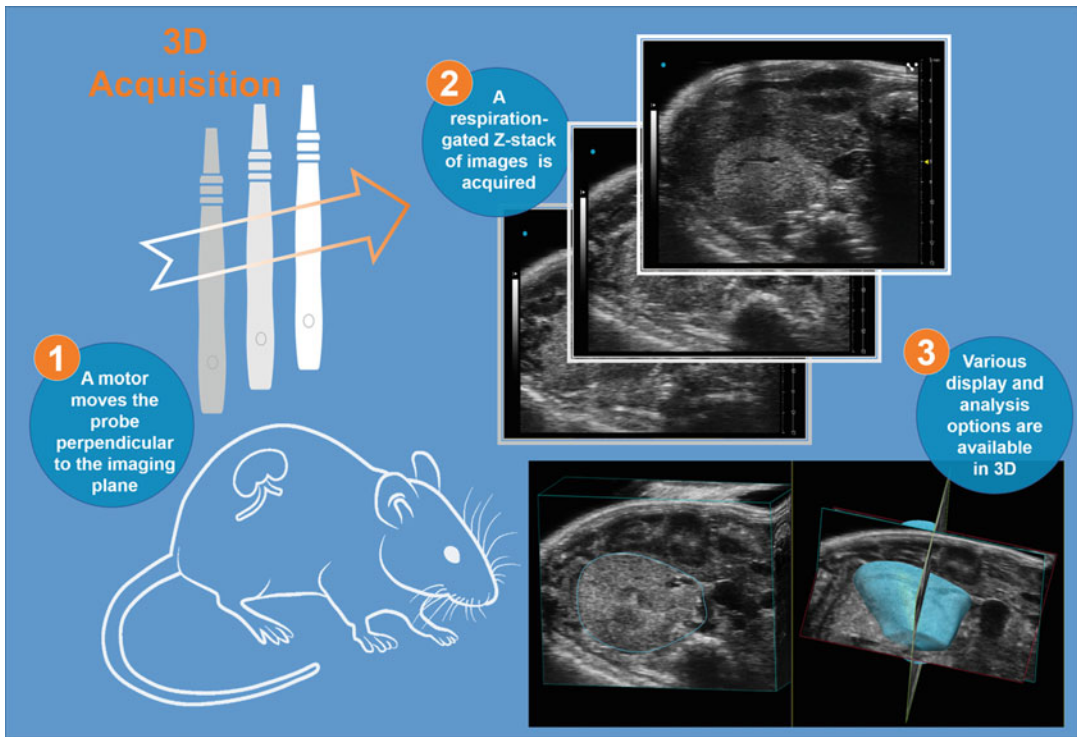 3D
Acquisition
1
A motor
moves the
probe
perpendicular
to the imaging
plane
2
A
respiration-
gated Z-stack
of images is
acquired
3
Various
display and
analysis
options are
available
in 3D